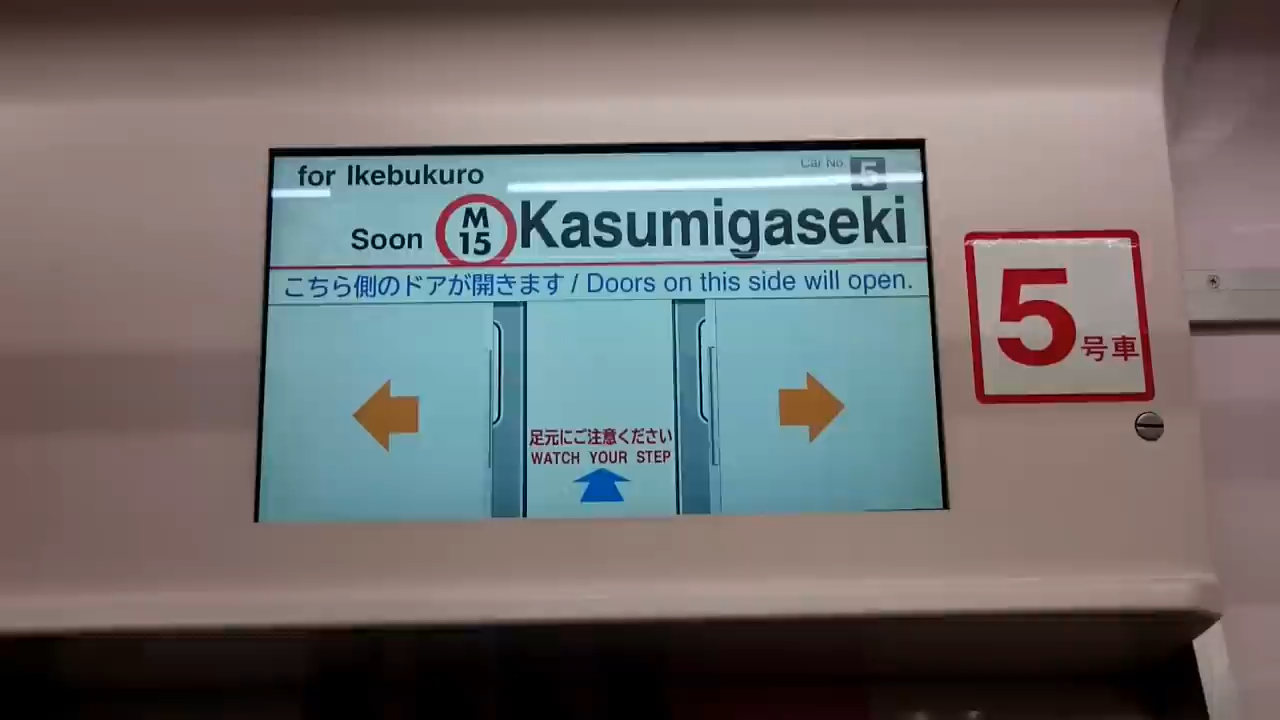 for Ikebukuro
Car No. 5
Soon M 15 Kasumigaseki
こちら側のドアが開きます / Doors on this side will open.
足元にご注意ください
WATCH YOUR STEP
5号車